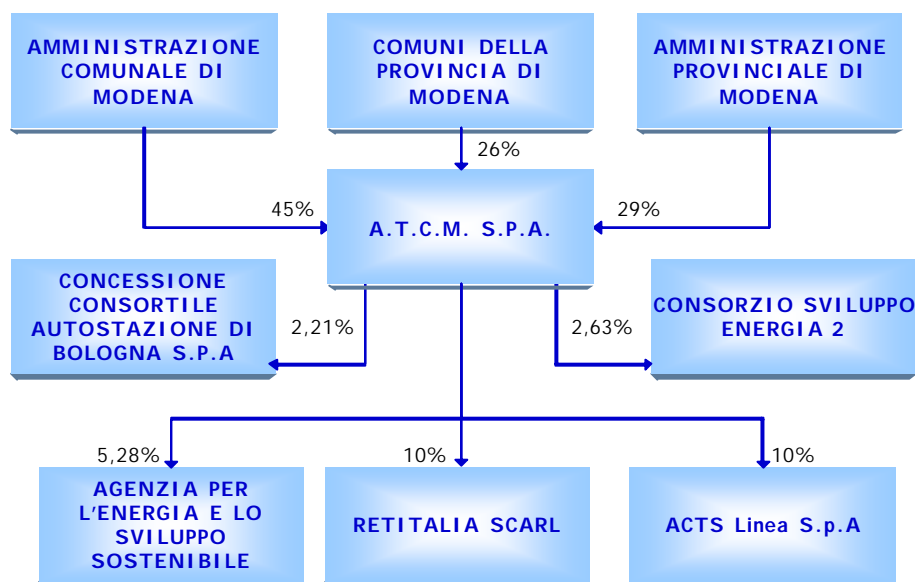 AMMINISTRAZIONE
COMUNALE DI
MODENA
COMUNI DELLA
PROVINCIA DI
MODENA
AMMINISTRAZIONE
PROVINCIALE DI
MODENA
26%
45%
29%
A.T.C.M. S.P.A.
CONCESSIONE
CONSORTILE
AUTOSTAZIONE DI
BOLOGNA S.P.A
2,21%
2,63%
CONSORZIO SVILUPPO
ENERGIA 2
5,28%
10%
10%
AGENZIA PER
L'ENERGIA E LO
SVILUPPO
SOSTENIBILE
RETITALIA SCARL
ACTS Linea S.p.A